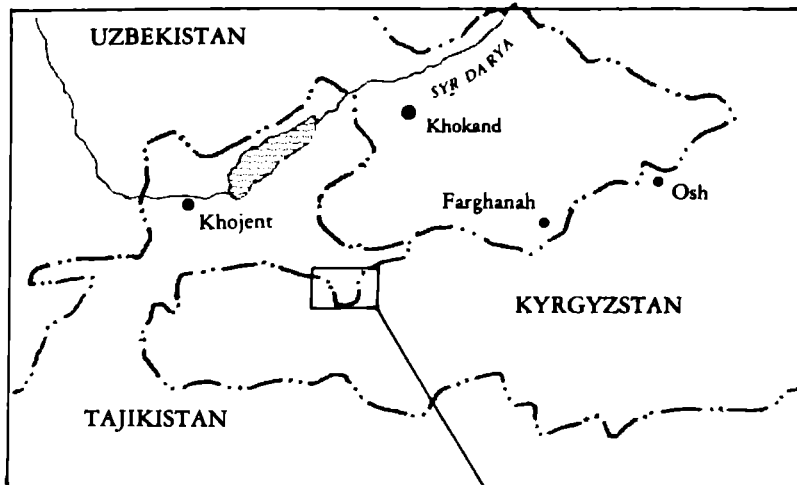 UZBEKISTAN
SYR DARYA
Khokand
Osh
Farghanah
Khojent
KYRGYZSTAN
TAJIKISTAN